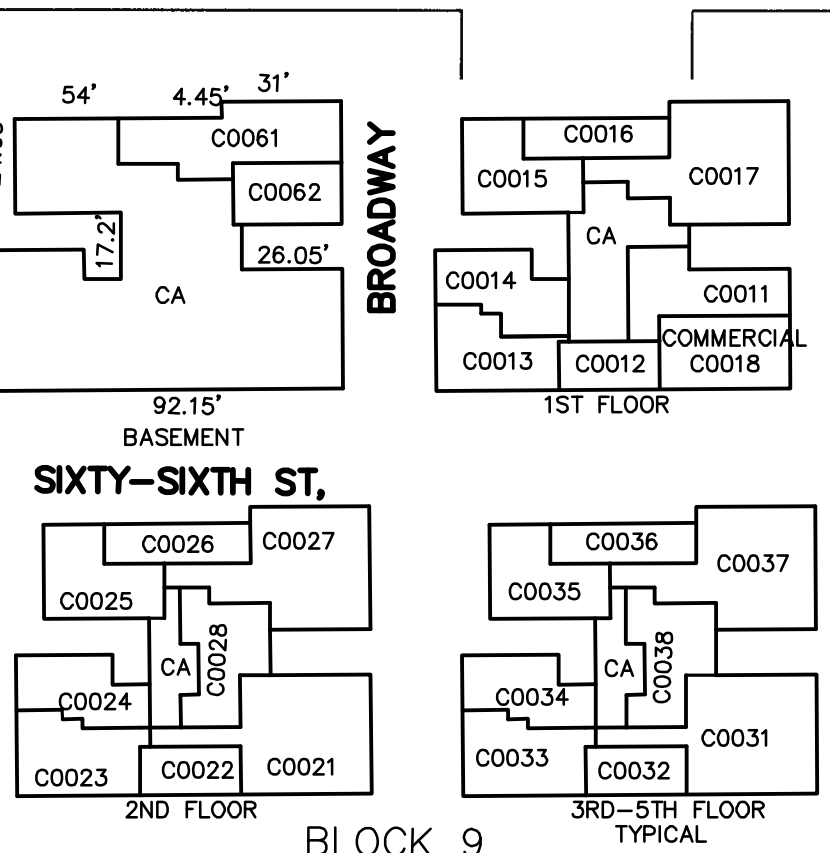 54'
4.45'
31'
C0061
C0062
17.2'
26.05'
CA
92.15'
BASEMENT
BROADWAY
C0016
C0015
C0017
CA
C0014
C0011
COMMERCIAL
C0013
C0012
C0018
1ST FLOOR
SIXTY-SIXTH ST,
C0026
C0027
C0025
C0028
CA
C0024
C0023
C0022
C0021
2ND FLOOR
C0036
C0037
C0035
C0038
CA
C0034
C0031
C0033
C0032
3RD-5TH FLOOR
TYPICAL
BLOCK 9